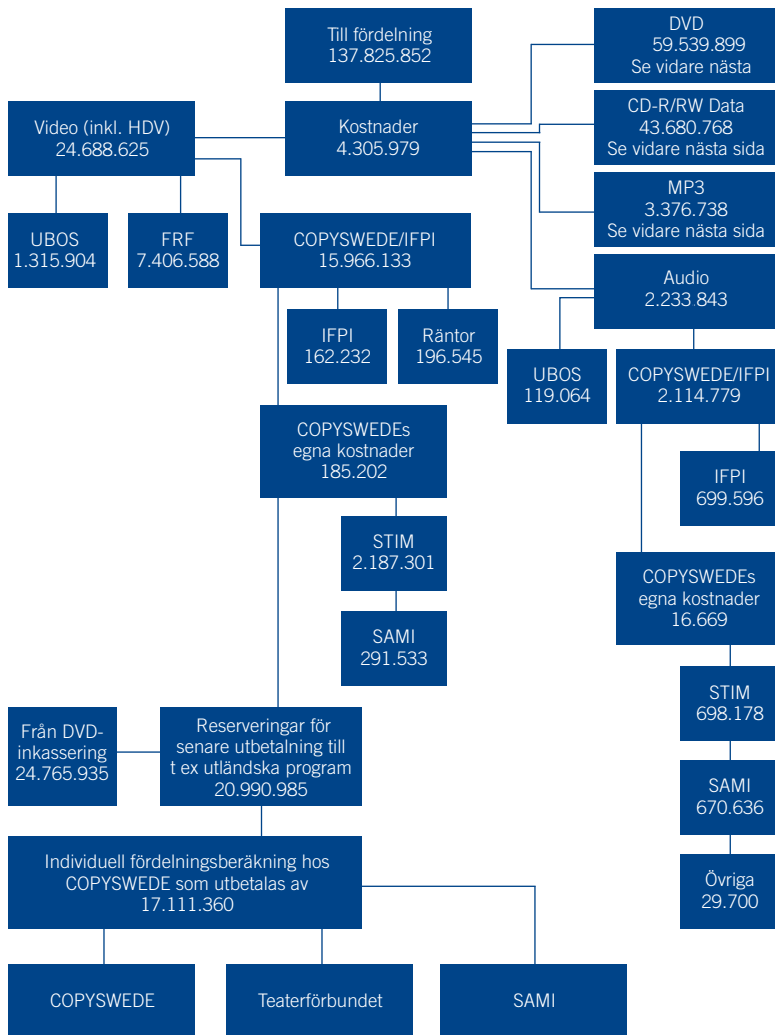 Till fördelning
137.825.852
DVD
59.539.899
Se vidare nästa
Video (inkl. HDV)
24.688.625
Kostnader
4.305.979
CD-R/RW Data
43.680.768
Se vidare nästa sida
MP3
3.376.738
Se vidare nästa sida
UBOS
1.315.904
FRF
7.406.588
COPYSWEDE/IFPI
15.966.133
Audio
2.233.843
IFPI
162.232
Räntor
196.545
UBOS
119.064
COPYSWEDE/IFPI
2.114.779
COPYSWEDEs
egna kostnader
185.202
IFPI
699.596
STIM
2.187.301
COPYSWEDEs
egna kostnader
16.669
SAMI
291.533
STIM
698.178
Från DVD-
inkassering
24.765.935
Reserveringar för
senare utbetalning till
t ex utländska program
20.990.985
SAMI
670.636
Individuell fördelningsberäkning hos
COPYSWEDE som utbetalas av
17.111.360
Övriga
29.700
COPYSWEDE
Teaterförbundet
SAMI